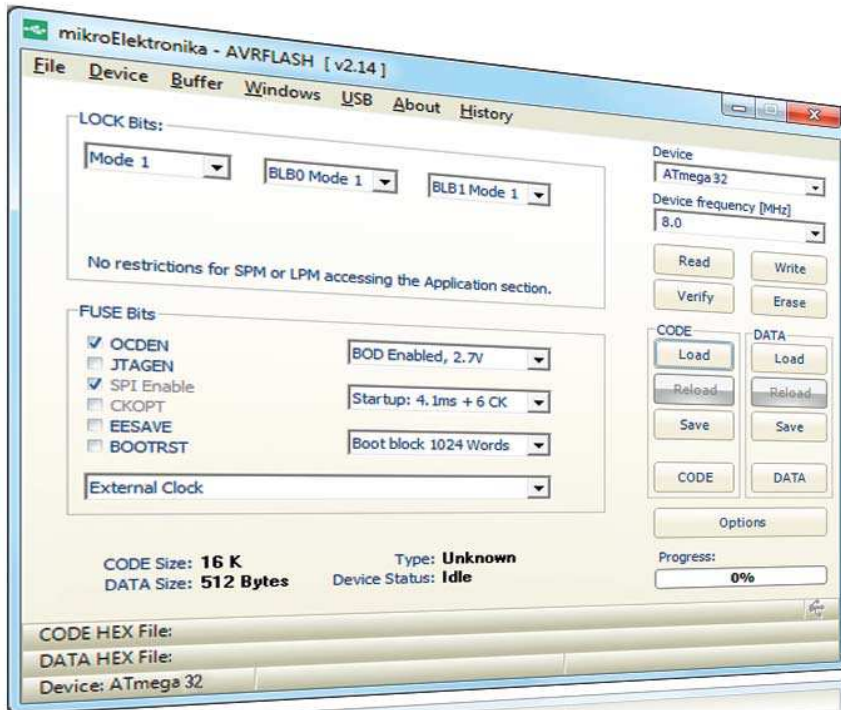 mikroElektronika - AVRFLASH [ v2.14 ]
File Device Buffer Windows USB About History
LOCK Bits:
Mode 1
BLB0 Mode 1
BLB1 Mode 1
No restrictions for SPM or LPM accessing the Application section.
FUSE Bits
OCDEN
JTAGEN
SPI Enable
CKOPT
EESAVE
BOOTRST
BOD Enabled, 2.7V
Startup: 4.1ms + 6 CK
Boot block 1024 Words
External Clock
CODE Size: 16 K
DATA Size: 512 Bytes
Type: Unknown
Device Status: Idle
Device
ATmega32
Device frequency [MHz]
8.0
Read Write
Verify Erase
CODE DATA
Load Load
Reload Reload
Save Save
CODE DATA
Options
Progress:
0%
CODE HEX File:
DATA HEX File:
Device: ATmega 32